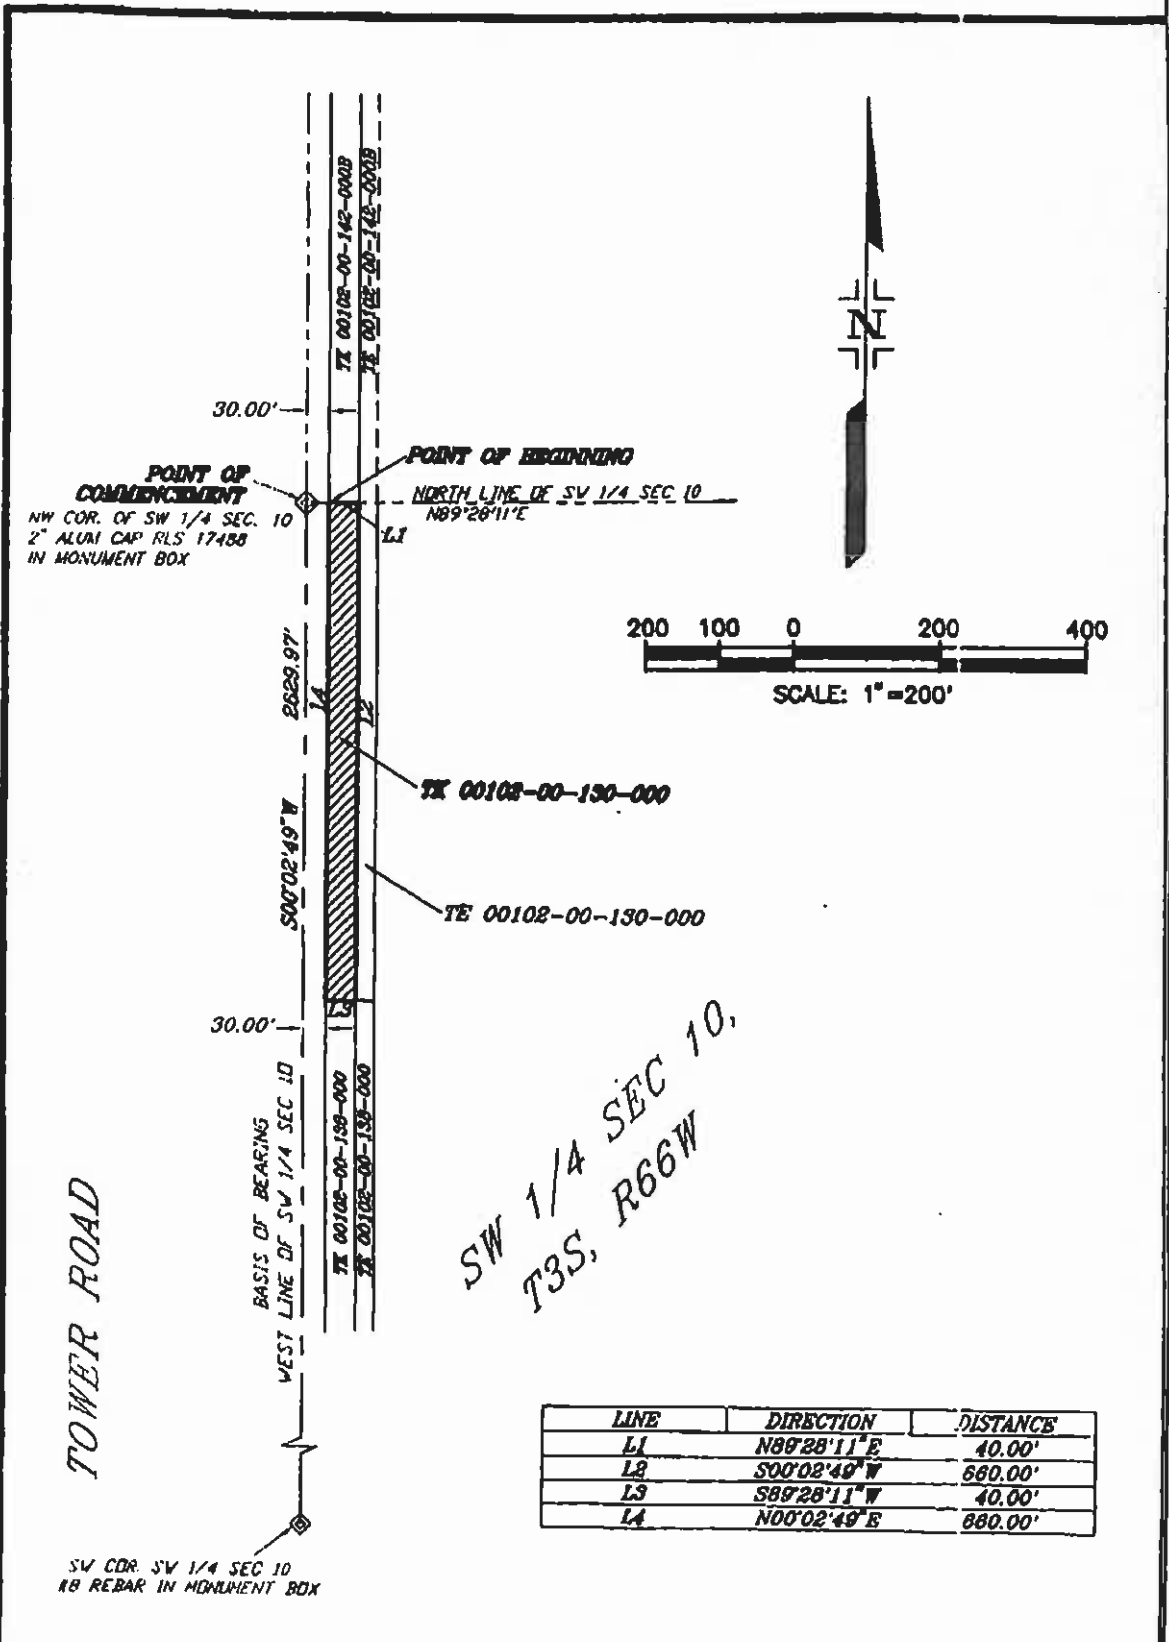 TK 00102-00-142-000B
TE 00102-00-142-000B
30.00'
POINT OF
COMMENCEMENT
NW COR. OF SW 1/4 SEC. 10
2" ALUM CAP RLS 17488
IN MONUMENT BOX
POINT OF BEGINNING
NORTH LINE OF SW 1/4 SEC 10
N89°28'11"E
L1
N
200 100 0 200 400
SCALE: 1"=200'
2629.97'
L4
L2
TK 00102-00-130-000
S00°02'49"W
TE 00102-00-130-000
L3
30.00'
TK 00102-00-138-000
TE 00102-00-138-000
BASIS OF BEARING
WEST LINE OF SW 1/4 SEC 10
SW 1/4 SEC 10,
T3S, R66W
TOWER ROAD
LINE DIRECTION DISTANCE
L1 N89°28'11"E 40.00'
L2 S00°02'49"W 660.00'
L3 S89°28'11"W 40.00'
L4 N00°02'49"E 660.00'
SW COR. SW 1/4 SEC 10
#8 REBAR IN MONUMENT BOX